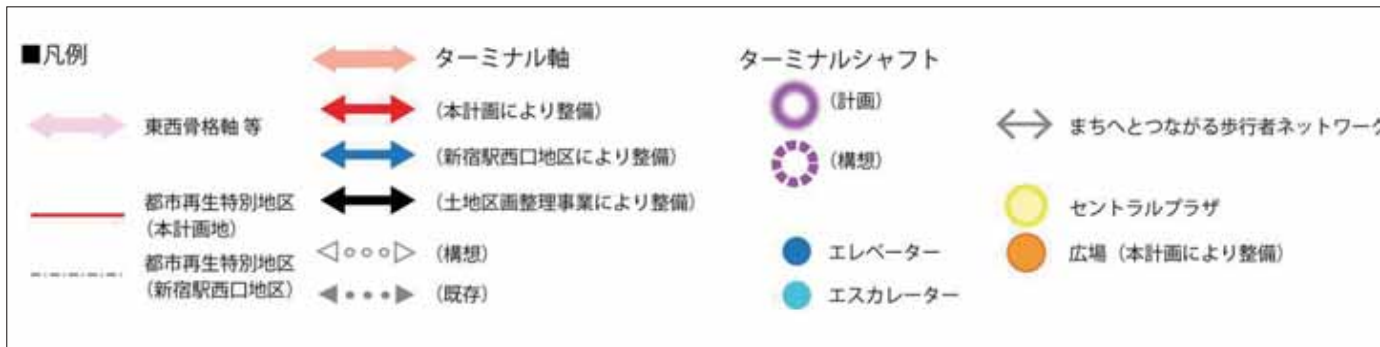 ■凡例
東西骨格軸 等
都市再生特別地区
(本計画地)
都市再生特別地区
(新宿駅西口地区)
ターミナル軸
(本計画により整備)
(新宿駅西口地区により整備)
(土地区画整理事業により整備)
(構想)
(既存)
ターミナルシャフト
(計画)
(構想)
エレベーター
エスカレーター
まちへとつながる歩行者ネットワーク
セントラルプラザ
広場(本計画により整備)